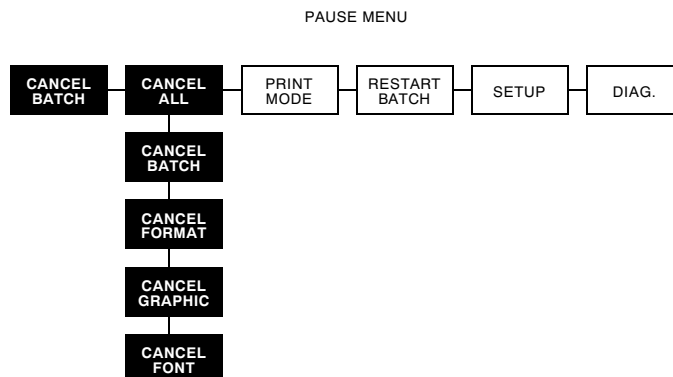 PAUSE MENU
CANCEL
BATCH
CANCEL
ALL
PRINT
MODE
RESTART
BATCH
SETUP
DIAG.
CANCEL
BATCH
CANCEL
FORMAT
CANCEL
GRAPHIC
CANCEL
FONT